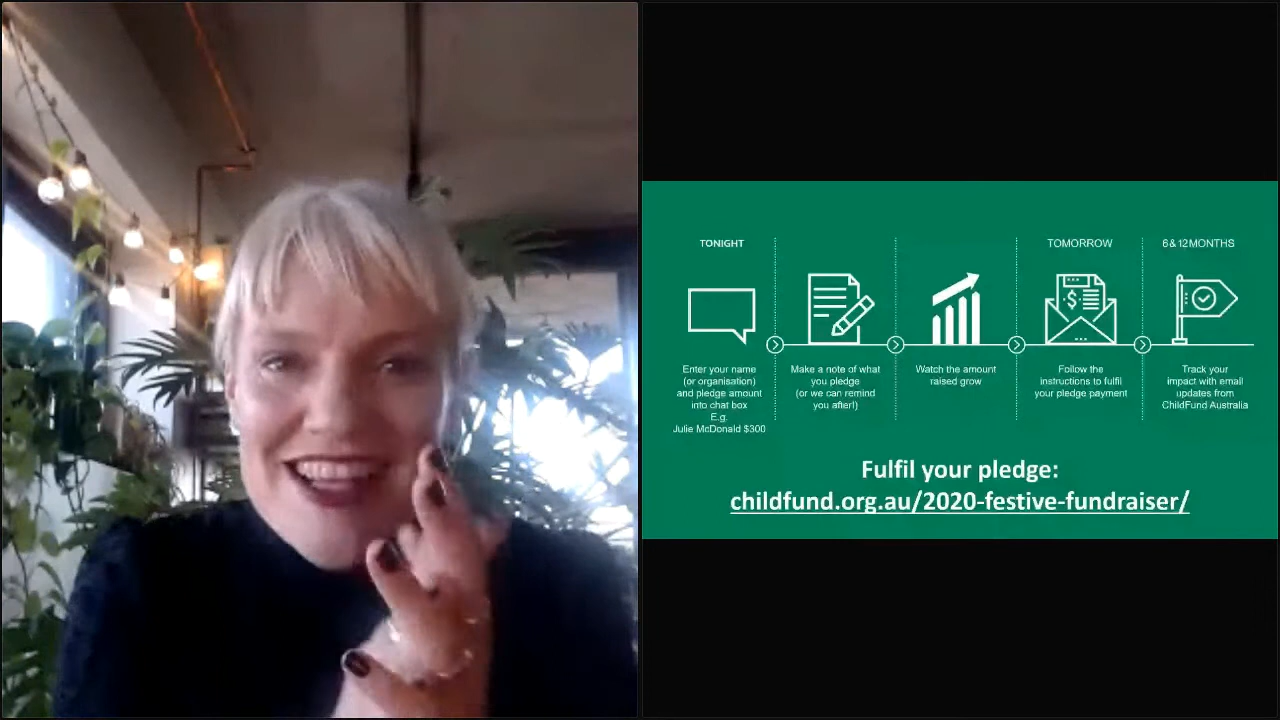 TONIGHT
TOMORROW
6 & 12 MONTHS
Enter your name
(or organisation)
and pledge amount
into chat box
E.g.
Julie McDonald $300
Make a note of what
you pledge
(or we can remind
you after!)
Watch the amount
raised grow
Follow the
instructions to fulfil
your pledge payment
Track your
impact with email
updates from
ChildFund Australia
Fulfil your pledge:
childfund.org.au/2020-festive-fundraiser/